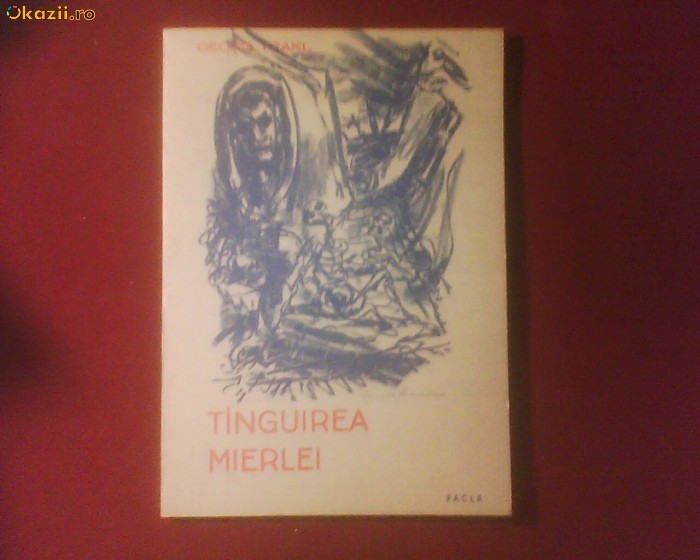 Okazii.ro
GEORG TRAKL
TÎNGUIREA
MIERLEI
FACLA